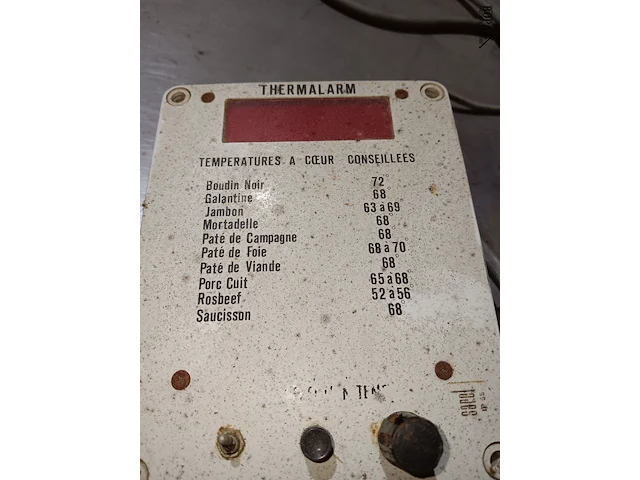 THERMALARM
TEMPERATURES A CŒUR CONSEILLEES
Boudin Noir 72°
Galantine 68
Jambon 63 à 69
Mortadelle 68
Paté de Campagne 68
Paté de Foie 68 à 70
Paté de Viande 68°
Porc Cuit 65 à 68°
Rosbeef 52 à 56
Saucisson 68°
sarel